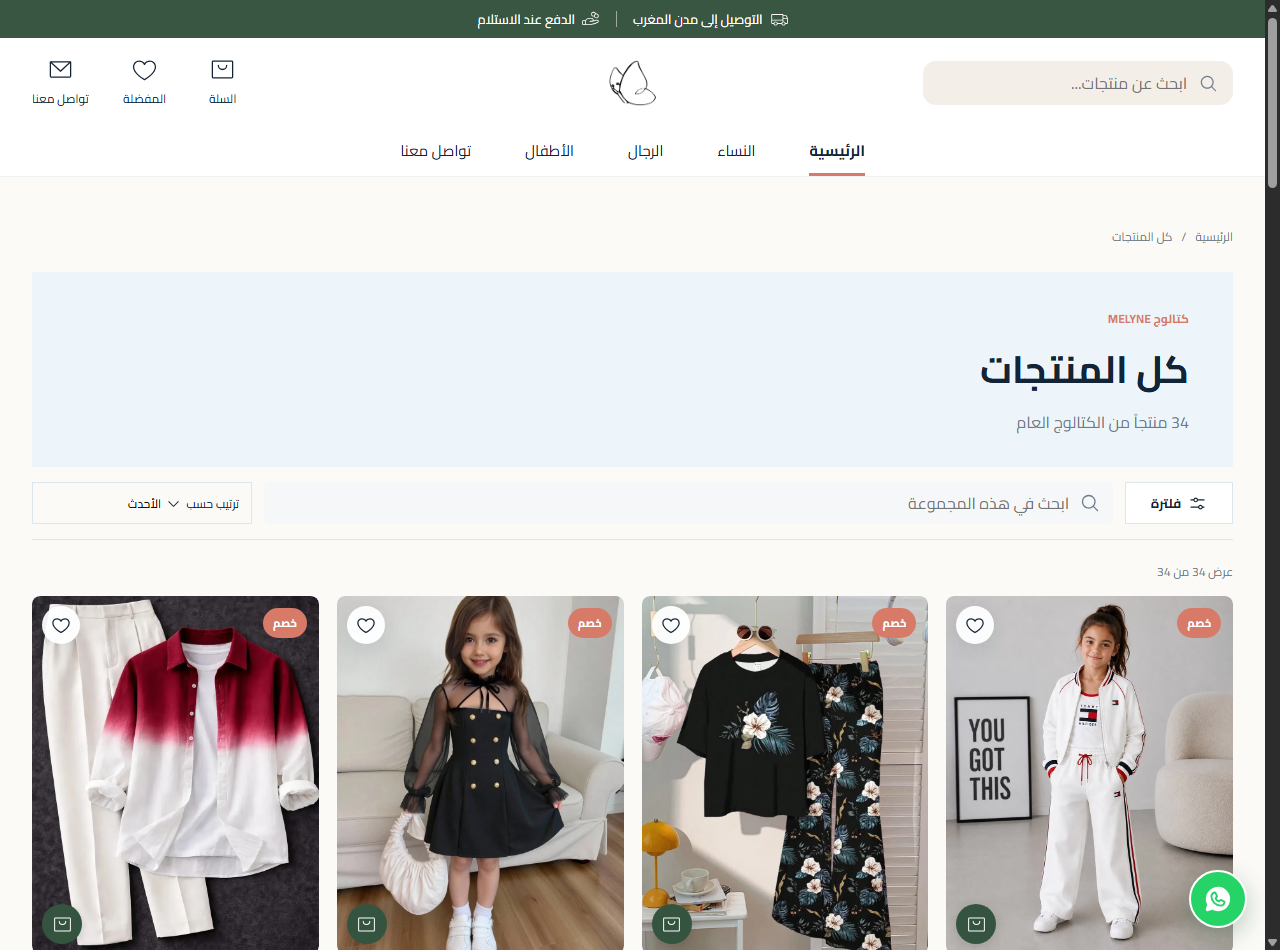 التوصيل إلى مدن المغرب
الدفع عند الاستلام
ابحث عن منتجات...
السلة
المفضلة
تواصل معنا
الرئيسية
النساء
الرجال
الأطفال
تواصل معنا
الرئيسية / كل المنتجات
كتالوج MELYNE
كل المنتجات
34 منتجاً من الكتالوج العام
فلترة
ابحث في هذه المجموعة
ترتيب حسب الأحدث
عرض 34 من 34
خصم
خصم
خصم
خصم
YOU
GOT
THIS